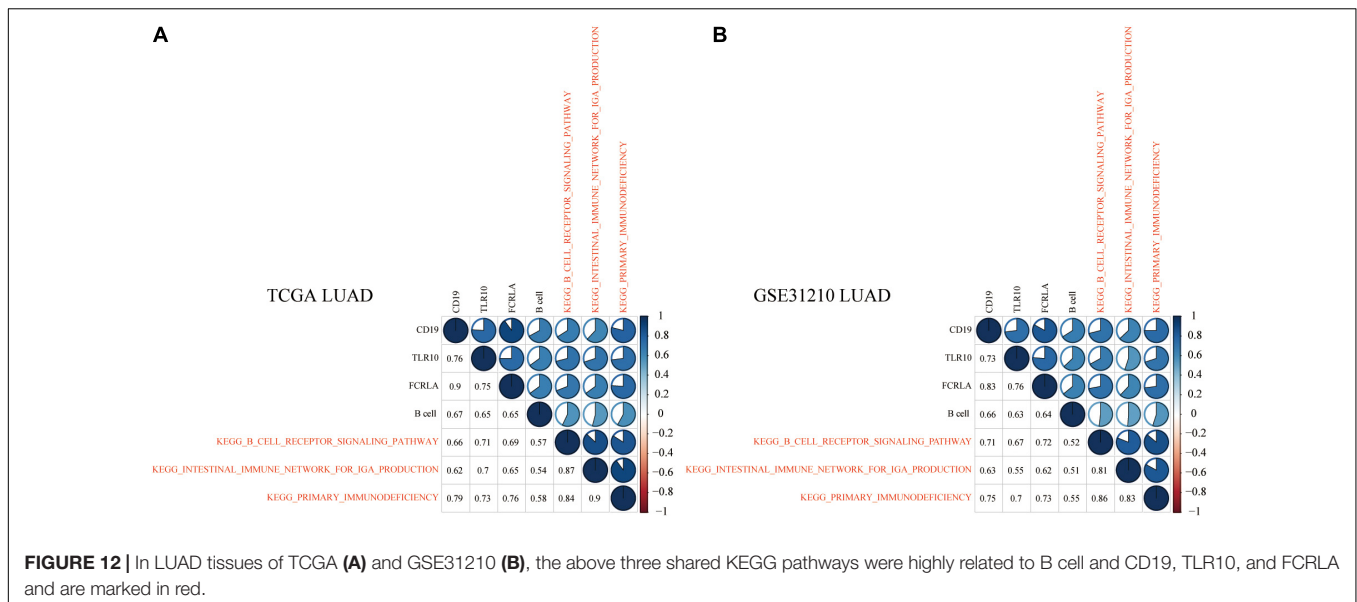 A
B
KEGG_B_CELL_RECEPTOR_SIGNALING_PATHWAY
KEGG_INTESTINAL_IMMUNE_NETWORK_FOR_IGA_PRODUCTION
KEGG_PRIMARY_IMMUNODEFICIENCY
KEGG_B_CELL_RECEPTOR_SIGNALING_PATHWAY
KEGG_INTESTINAL_IMMUNE_NETWORK_FOR_IGA_PRODUCTION
KEGG_PRIMARY_IMMUNODEFICIENCY
TCGA LUAD
CD19
TLR10
FCRLA
B cell
GSE31210 LUAD
CD19
TLR10
FCRLA
B cell
CD19
TLR10 0.76
FCRLA 0.9 0.75
B cell 0.67 0.65 0.65
KEGG_B_CELL_RECEPTOR_SIGNALING_PATHWAY 0.66 0.71 0.69 0.57
KEGG_INTESTINAL_IMMUNE_NETWORK_FOR_IGA_PRODUCTION 0.62 0.7 0.65 0.54 0.87
KEGG_PRIMARY_IMMUNODEFICIENCY 0.79 0.73 0.76 0.58 0.84 0.9
1
0.8
0.6
0.4
0.2
0
−0.2
−0.4
−0.6
−0.8
−1
CD19
TLR10 0.73
FCRLA 0.83 0.76
B cell 0.66 0.63 0.64
KEGG_B_CELL_RECEPTOR_SIGNALING_PATHWAY 0.71 0.67 0.72 0.52
KEGG_INTESTINAL_IMMUNE_NETWORK_FOR_IGA_PRODUCTION 0.63 0.55 0.62 0.51 0.81
KEGG_PRIMARY_IMMUNODEFICIENCY 0.75 0.7 0.73 0.55 0.86 0.83
1
0.8
0.6
0.4
0.2
0
−0.2
−0.4
−0.6
−0.8
−1
FIGURE 12 | In LUAD tissues of TCGA (A) and GSE31210 (B), the above three shared KEGG pathways were highly related to B cell and CD19, TLR10, and FCRLA
and are marked in red.